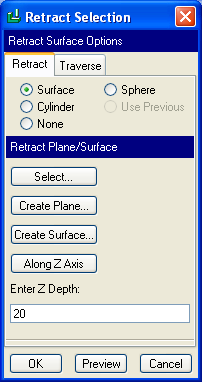 Retract Selection
Retract Surface Options
Retract Traverse
Surface Sphere
Cylinder Use Previous
None
Retract Plane/Surface
Select...
Create Plane...
Create Surface...
Along Z Axis
Enter Z Depth:
20
OK Preview Cancel